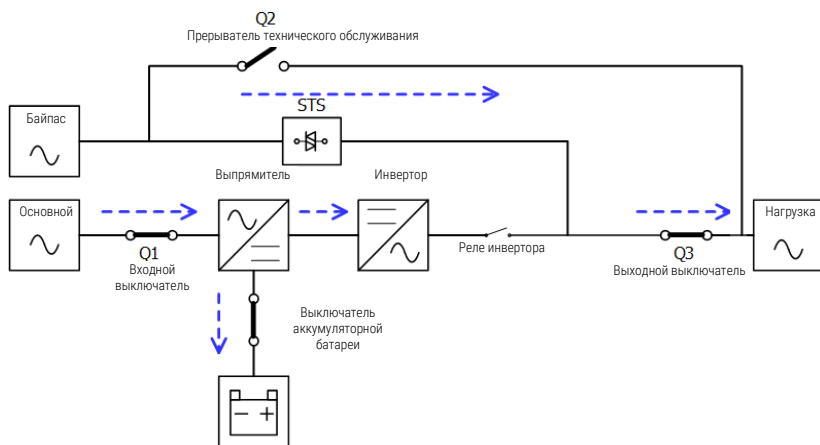 Q2
Прерыватель технического обслуживания
STS
Байпас
Выпрямитель
Инвертор
Основной
Нагрузка
Q1
Входной
выключатель
Реле инвертора
Q3
Выходной выключатель
Выключатель
аккумуляторной
батареи